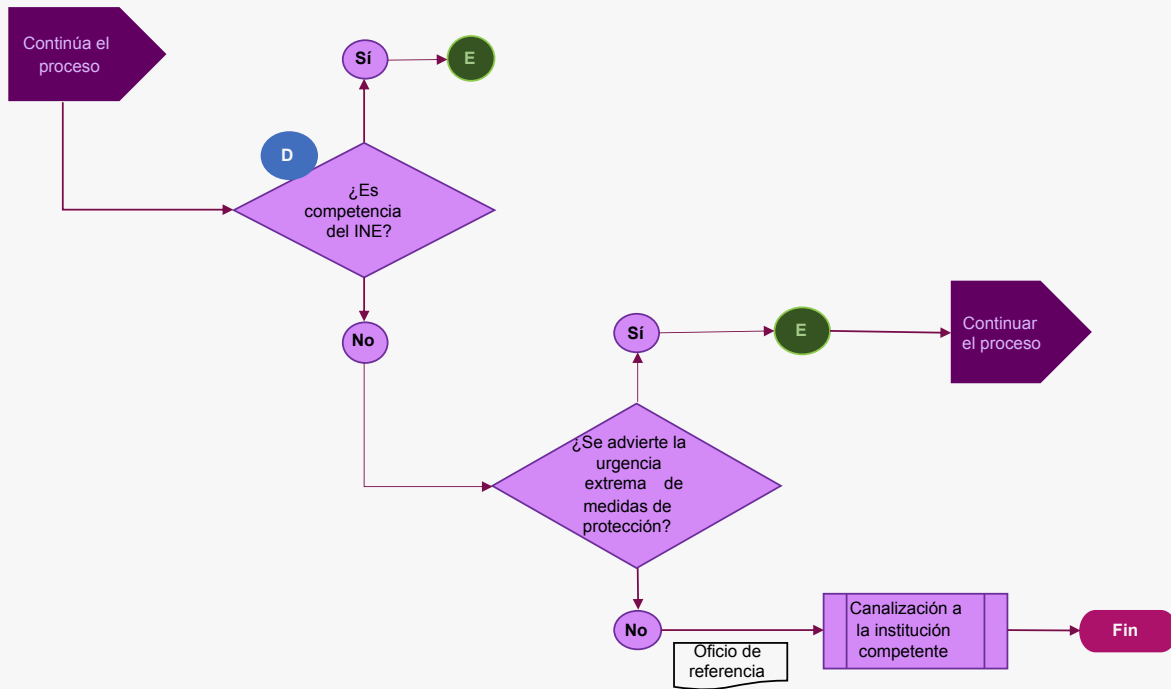 Continúa el
proceso
Sí
E
D
¿Es
competencia
del INE?
No
Sí
E
Continuar
el proceso
¿Se advierte la
urgencia
extrema de
medidas de
protección?
No
Oficio de
referencia
Canalización a
la institución
competente
Fin